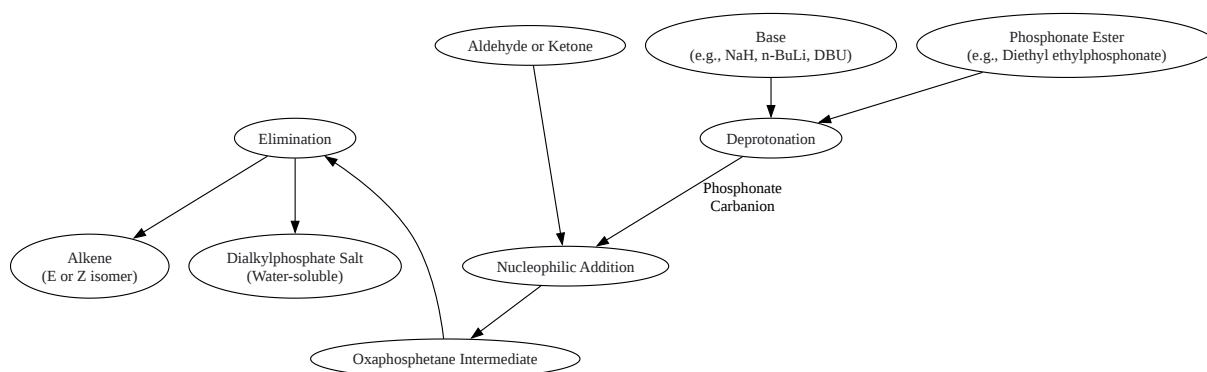 Aldehyde or Ketone
Base
(e.g., NaH, n-BuLi, DBU)
Phosphonate Ester
(e.g., Diethyl ethylphosphonate)
Elimination
Deprotonation
Phosphonate
Carbanion
Alkene
(E or Z isomer)
Dialkylphosphate Salt
(Water-soluble)
Nucleophilic Addition
Oxaphosphetane Intermediate